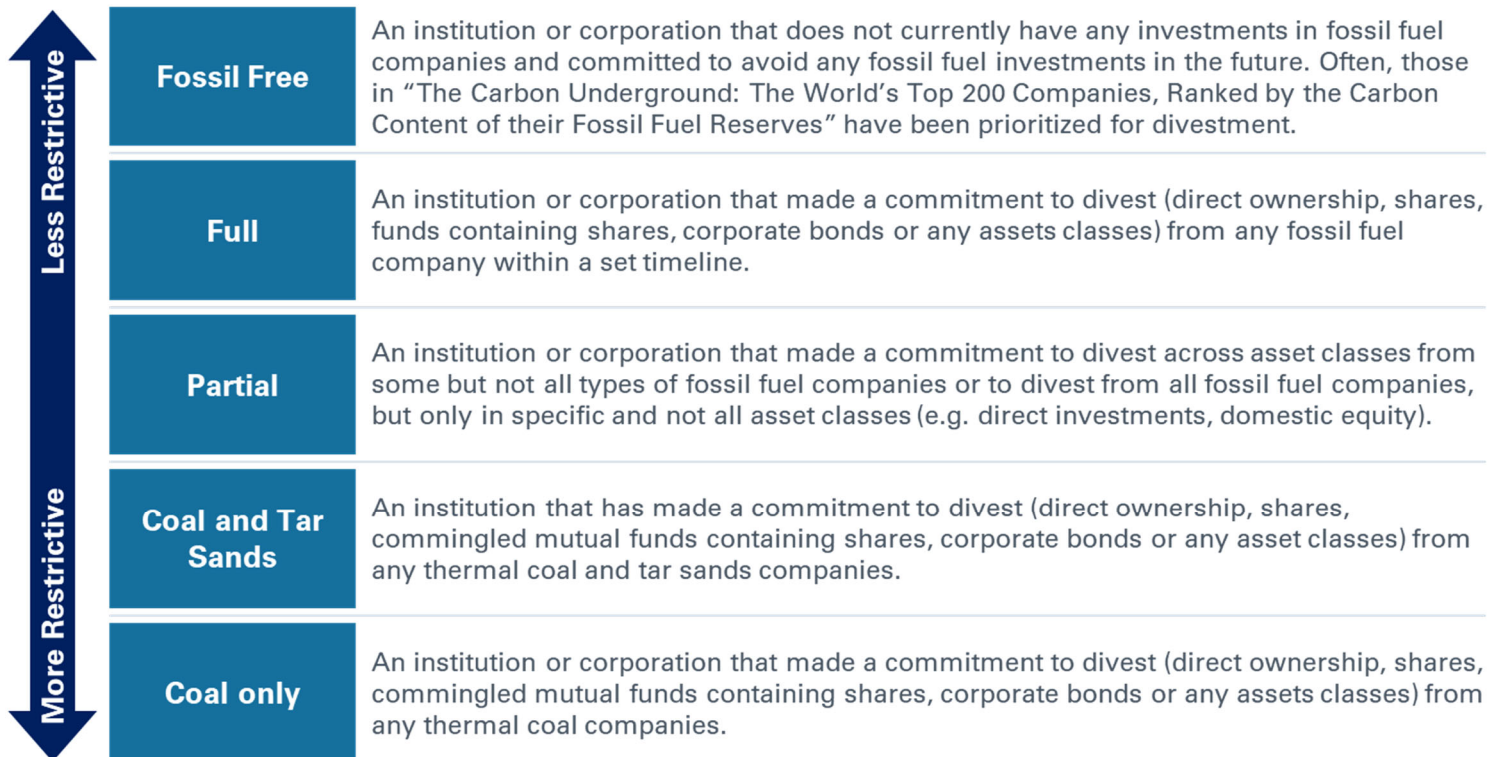 Less Restrictive
More Restrictive
Fossil Free
An institution or corporation that does not currently have any investments in fossil fuel
companies and committed to avoid any fossil fuel investments in the future. Often, those
in “The Carbon Underground: The World’s Top 200 Companies, Ranked by the Carbon
Content of their Fossil Fuel Reserves” have been prioritized for divestment.
Full
An institution or corporation that made a commitment to divest (direct ownership, shares,
funds containing shares, corporate bonds or any assets classes) from any fossil fuel
company within a set timeline.
Partial
An institution or corporation that made a commitment to divest across asset classes from
some but not all types of fossil fuel companies or to divest from all fossil fuel companies,
but only in specific and not all asset classes (e.g. direct investments, domestic equity).
Coal and Tar
Sands
An institution that has made a commitment to divest (direct ownership, shares,
commingled mutual funds containing shares, corporate bonds or any asset classes) from
any thermal coal and tar sands companies.
Coal only
An institution or corporation that made a commitment to divest (direct ownership, shares,
commingled mutual funds containing shares, corporate bonds or any assets classes) from
any thermal coal companies.